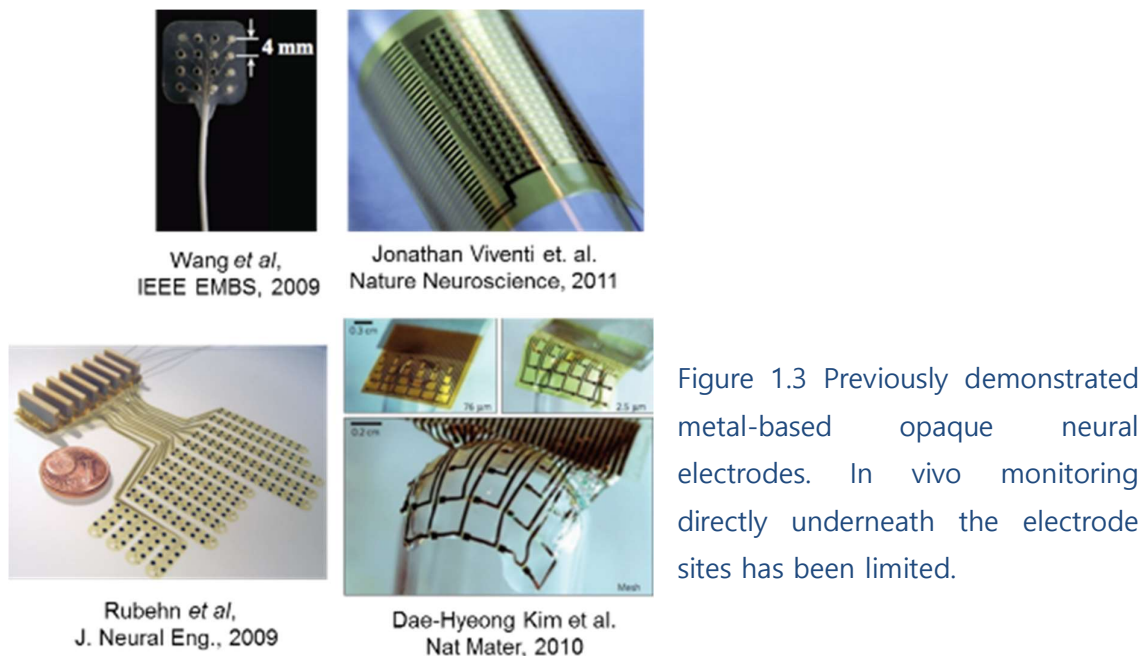 4 mm
Wang et al,
IEEE EMBS, 2009
Jonathan Viventi et. al.
Nature Neuroscience, 2011
Rubehn et al,
J. Neural Eng., 2009
0.3 cm
76 μm
2.5 μm
0.2 cm
Mesh
Dae-Hyeong Kim et al.
Nat Mater, 2010
Figure 1.3 Previously demonstrated
metal-based opaque neural
electrodes. In vivo monitoring
directly underneath the electrode
sites has been limited.